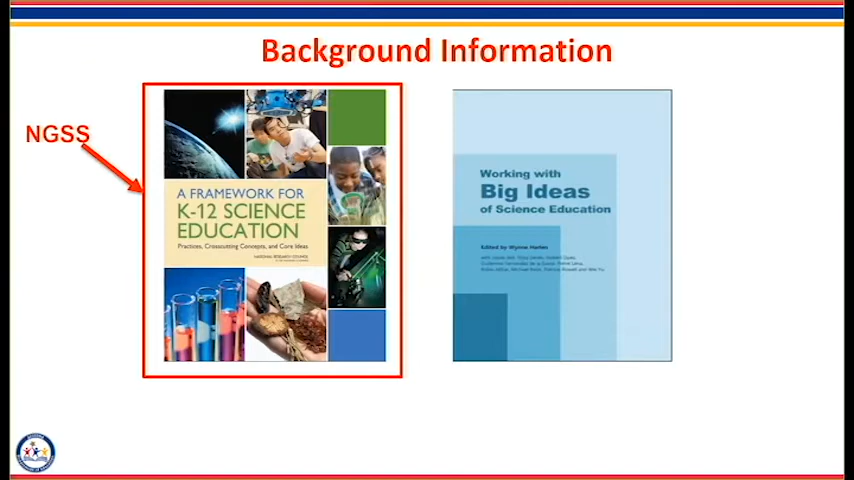 Background Information
NGSS
A FRAMEWORK FOR
K-12 SCIENCE
EDUCATION
Practices, Crosscutting Concepts, and Core Ideas
NATIONAL RESEARCH COUNCIL
Working with
Big Ideas
of Science Education
Edited by Wynne Harlen